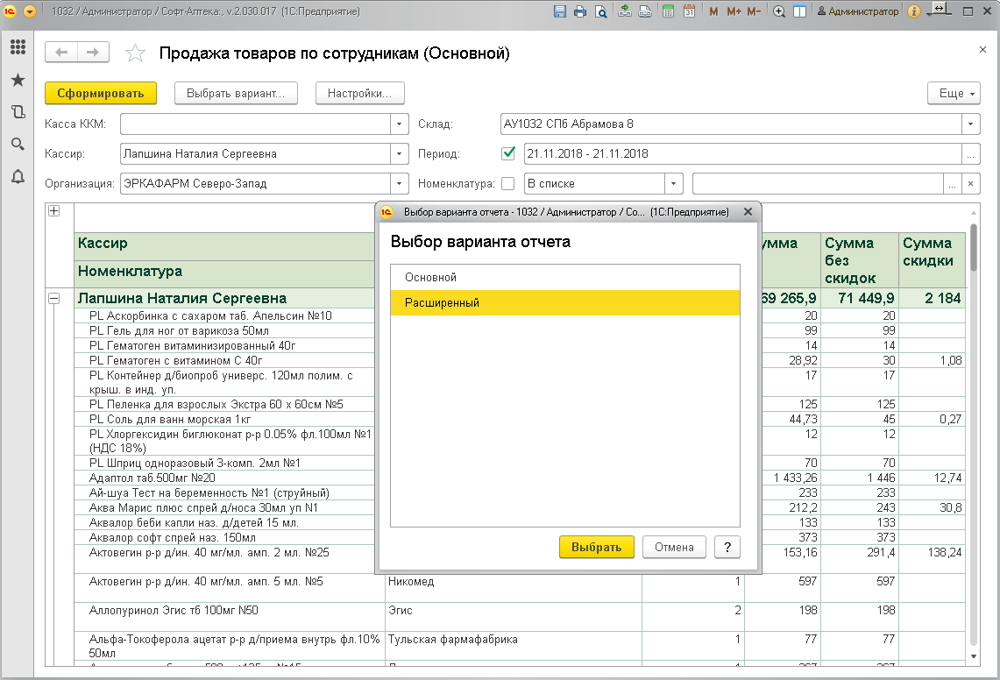 1032 / Администратор / Софт-Аптека:, v.2.030.017 (1С:Предприятие)
M M+ M- Администратор
Продажа товаров по сотрудникам (Основной)
Сформировать Выбрать вариант... Настройки... Еще
Касса ККМ: Склад: АУ1032 СПб Абрамова 8
Кассир: Лапшина Наталия Сергеевна Период: 21.11.2018 - 21.11.2018 ...
Организация: ЭРКАФАРМ Северо-Запад Номенклатура: В списке ... ×
Выбор варианта отчета - 1032 / Администратор / Со... (1С:Предприятие)
Выбор варианта отчета
Основной
Расширенный
Выбрать Отмена ?
Кассир умма Сумма без скидок Сумма скидки
Номенклатура
Лапшина Наталия Сергеевна 69 265,9 71 449,9 2 184
PL Аскорбинка с сахаром таб. Апельсин №10 20 20
PL Гель для ног от варикоза 50мл 99 99
PL Гематоген витаминизированный 40г 14 14
PL Гематоген с витамином С 40г 28,92 30 1,08
PL Контейнер д/биопроб универс. 120мл полим. с 17 17
крыш. в инд. уп.
PL Пеленка для взрослых Экстра 60 х 60см №5 125 125
PL Соль для ванн'морская 1кг 44,73 45 0,27
PL Хлоргексидин биглюконат р-р 0.05% фл.100мл №1 12 12
(НДС 18%)
PL Шприц одноразовый 3-комп. 2мл №1 70 70
Адаптол таб.500мг №20 1 433,26 1 446 12,74
Ай-шуа Тест на беременность №1 (струйный) 233 233
Аква Марис плюс спрей д/носа 30мл уп N1 212,2 243 30,8
Аквалор беби капли наз. д/детей 15 мл. 133 133
Аквалор софт спрей наз. 150мл 373 373
Актовегин р-р д/ин. 40 мг/мл. амп. 2 мл. №25 153,16 291,4 138,24
Актовегин р-р д/ин. 40 мг/мл. амп. 5 мл. №5 Никомед 1 597 597
Аллопуринол Эгис тб 100мг N50 Эгис 2 198 198
Альфа-Токоферола ацетат р-р д/приема внутрь фл.10% Тульская фармафабрика 1 77 77
50мл